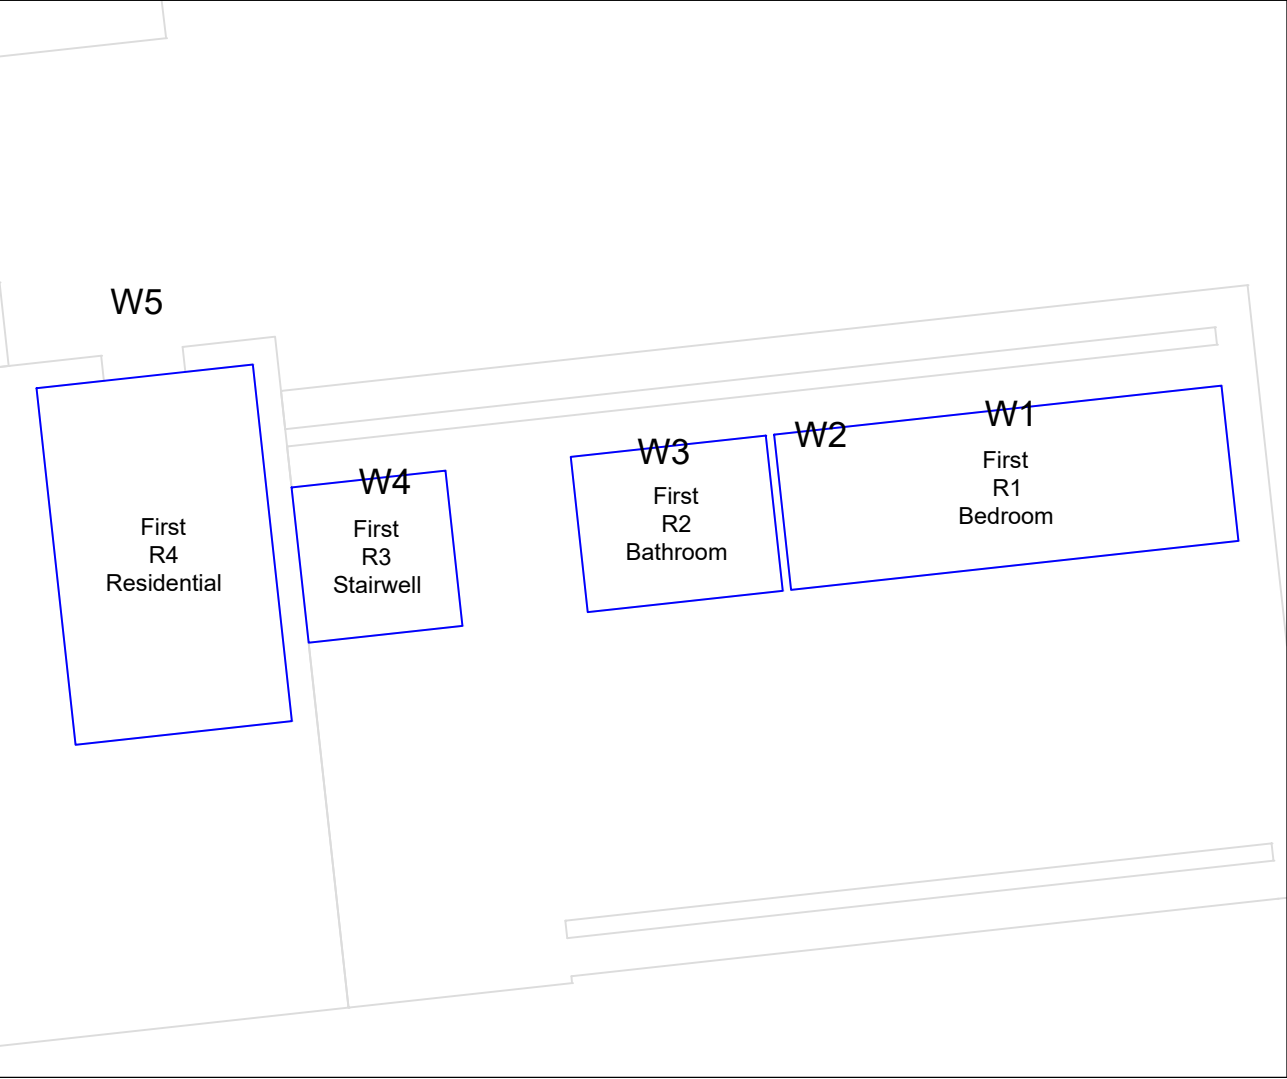 W5
W1
W2
W3
W4
First
R1
Bedroom
First
R2
Bathroom
First
R3
Stairwell
First
R4
Residential